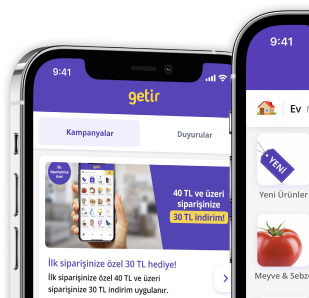 9:41
getir
Kampanyalar
Duyurular
İlk
siparişinize
özel
40 TL ve üzeri
siparişinize
30 TL indirim!
İlk siparişinize özel 30 TL hediye!
İlk siparişinize özel 40 TL ve üzeri
siparişinize 30 TL indirim uygulanır.
9:41
Ev
YENİ
Yeni Ürünler
Meyve & Sebz